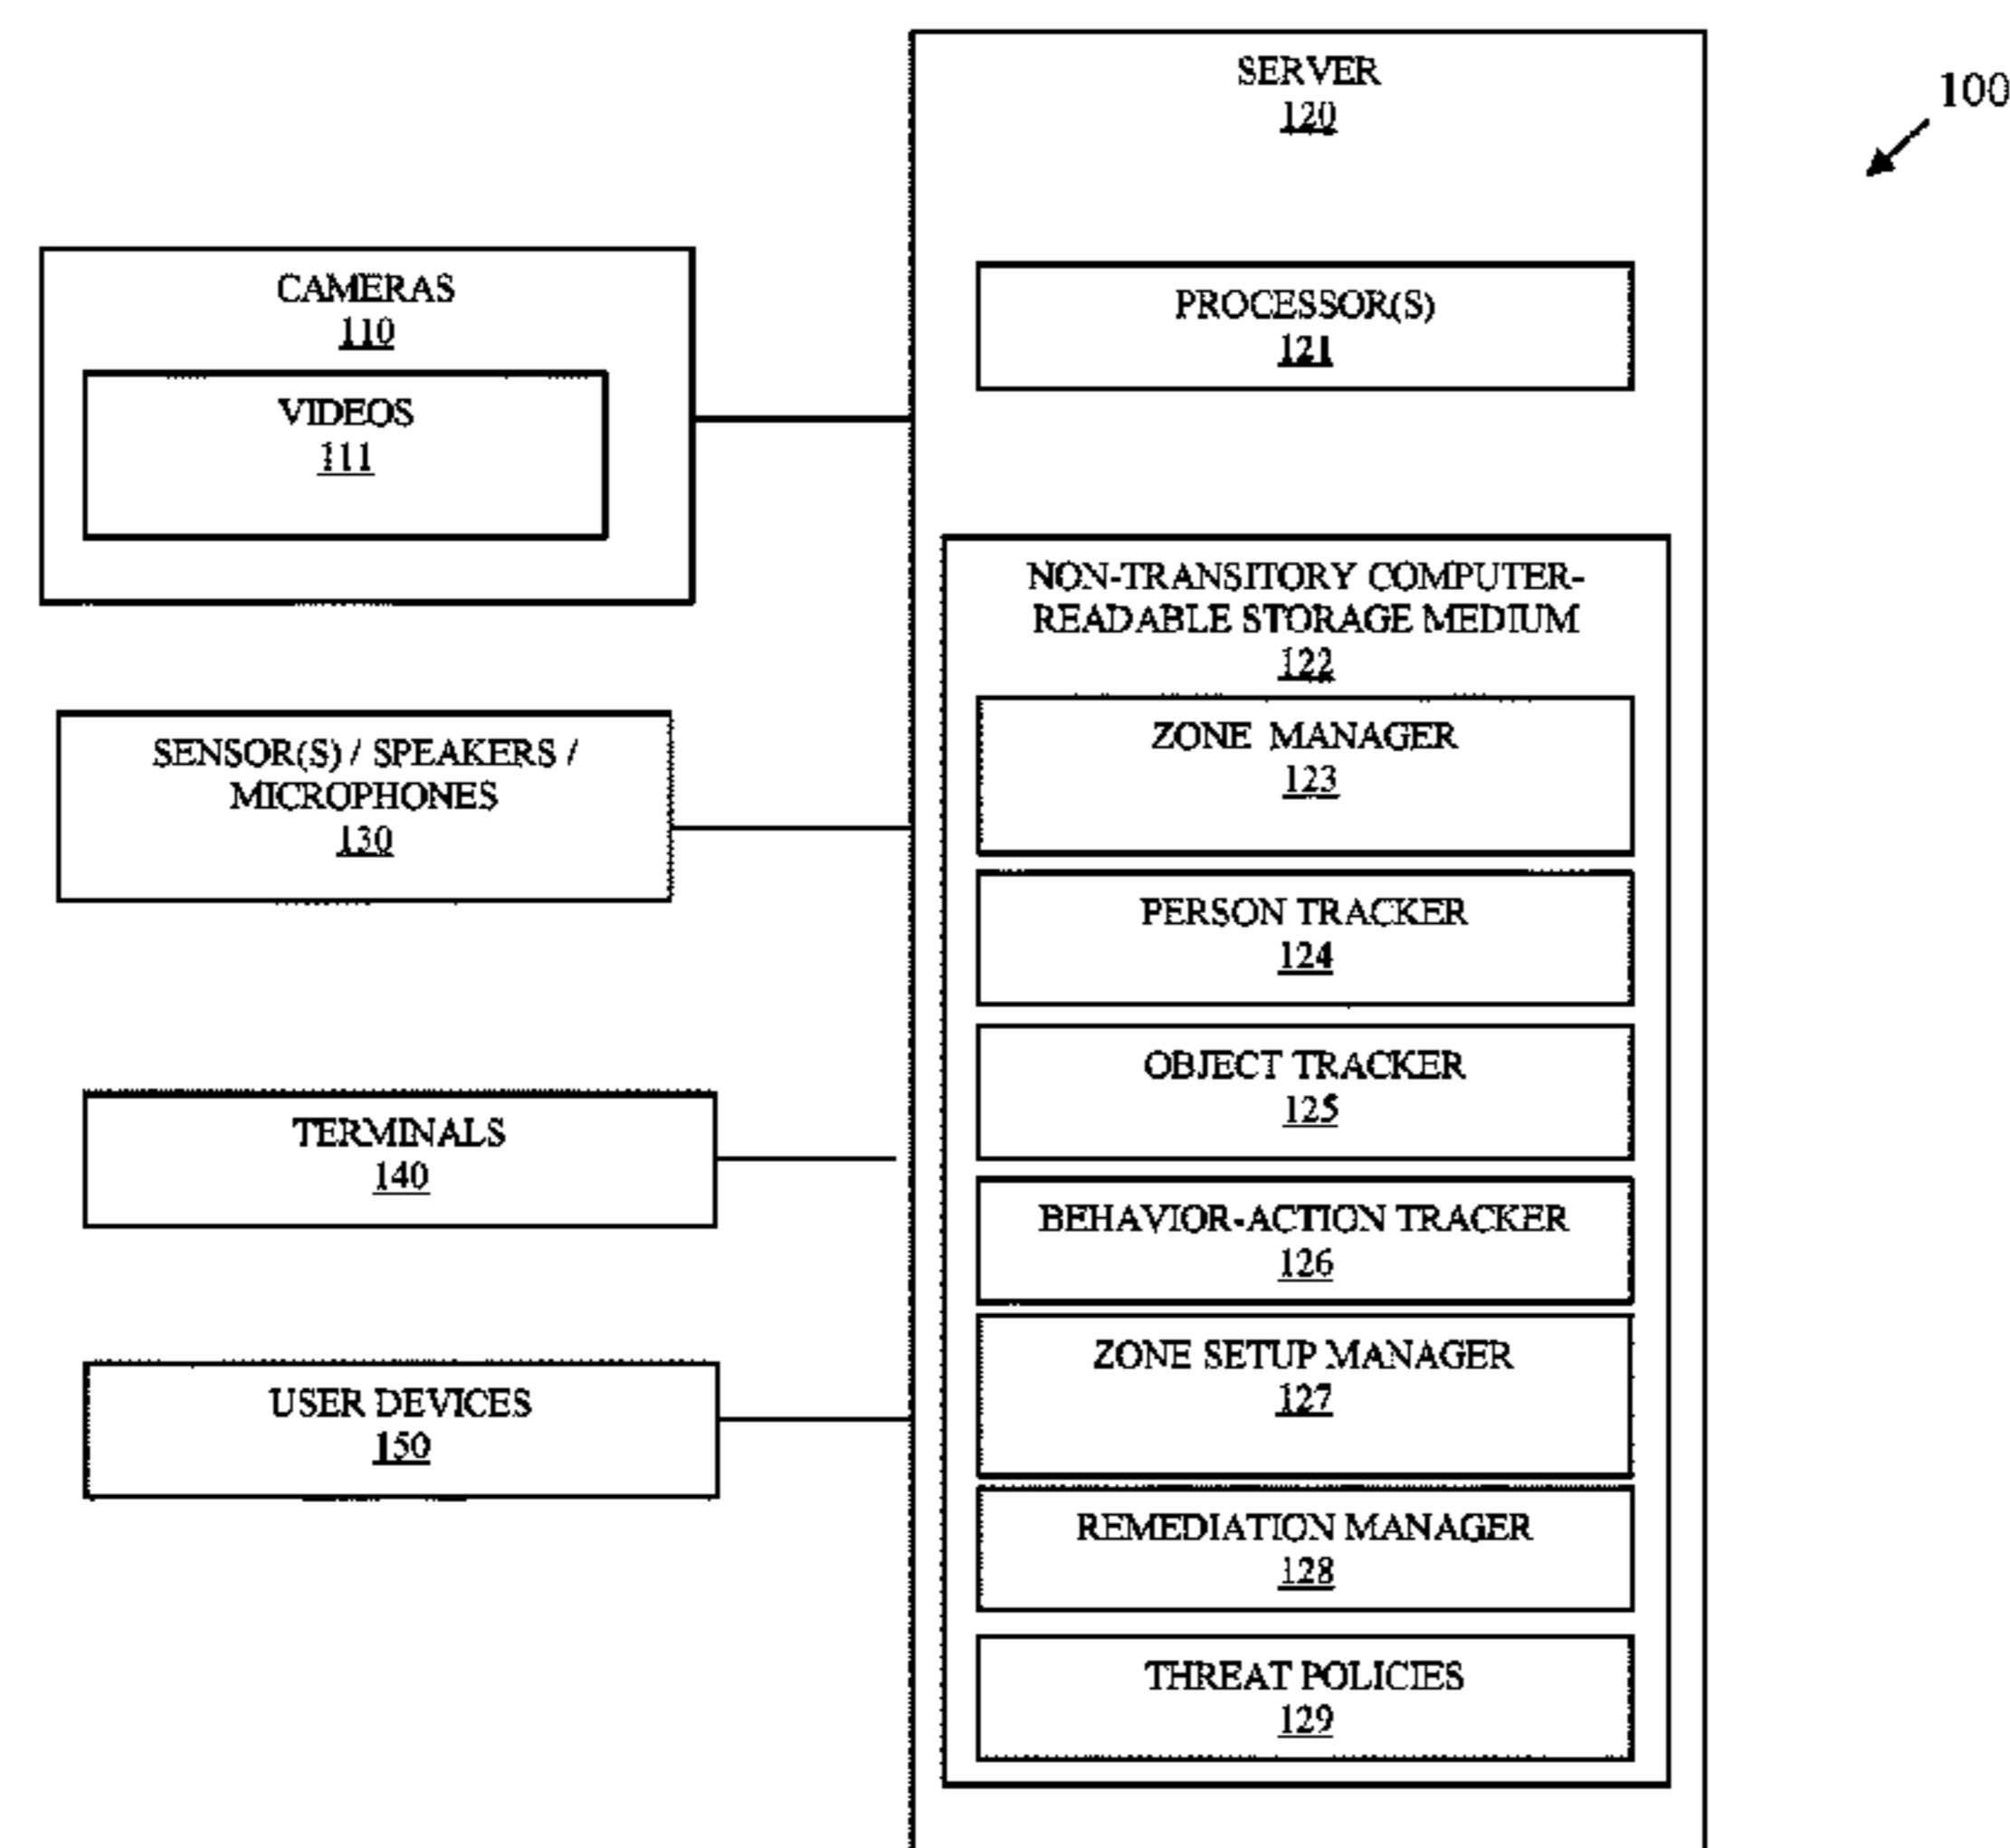 SERVER
120
100
CAMERAS
110
VIDEOS
111
PROCESSOR(S)
121
NON-TRANSITORY COMPUTER-
READABLE STORAGE MEDIUM
122
SENSOR(S) / SPEAKERS /
MICROPHONES
130
ZONE MANAGER
123
PERSON TRACKER
124
OBJECT TRACKER
125
TERMINALS
140
BEHAVIOR-ACTION TRACKER
126
ZONE SETUP MANAGER
127
USER DEVICES
150
REMEDIATION MANAGER
128
THREAT POLICIES
129